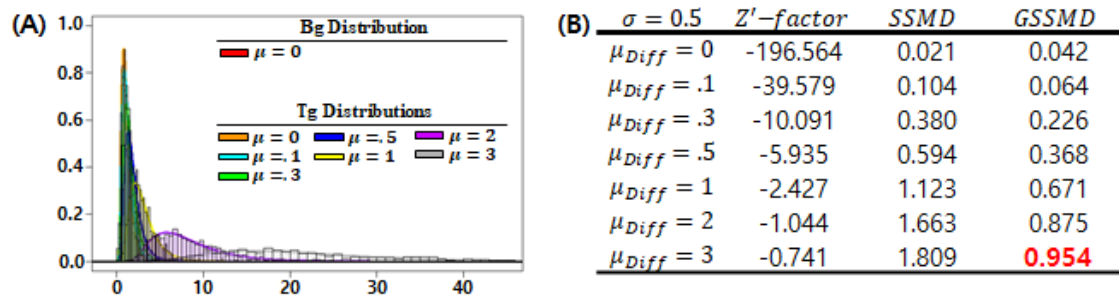 (A)
Bg Distribution
μ = 0
Tg Distributions
μ = 0 μ =. 5 μ = 2
μ = .1 μ = 1 μ = 3
μ =. 3
1.0
0.8
0.6
0.4
0.2
0.0
0 10 20 30 40
(B)
σ = 0.5 Z′−factor SSMD GSSMD
μDiff = 0 -196.564 0.021 0.042
μDiff = .1 -39.579 0.104 0.064
μDiff = .3 -10.091 0.380 0.226
μDiff = .5 -5.935 0.594 0.368
μDiff = 1 -2.427 1.123 0.671
μDiff = 2 -1.044 1.663 0.875
μDiff = 3 -0.741 1.809 0.954